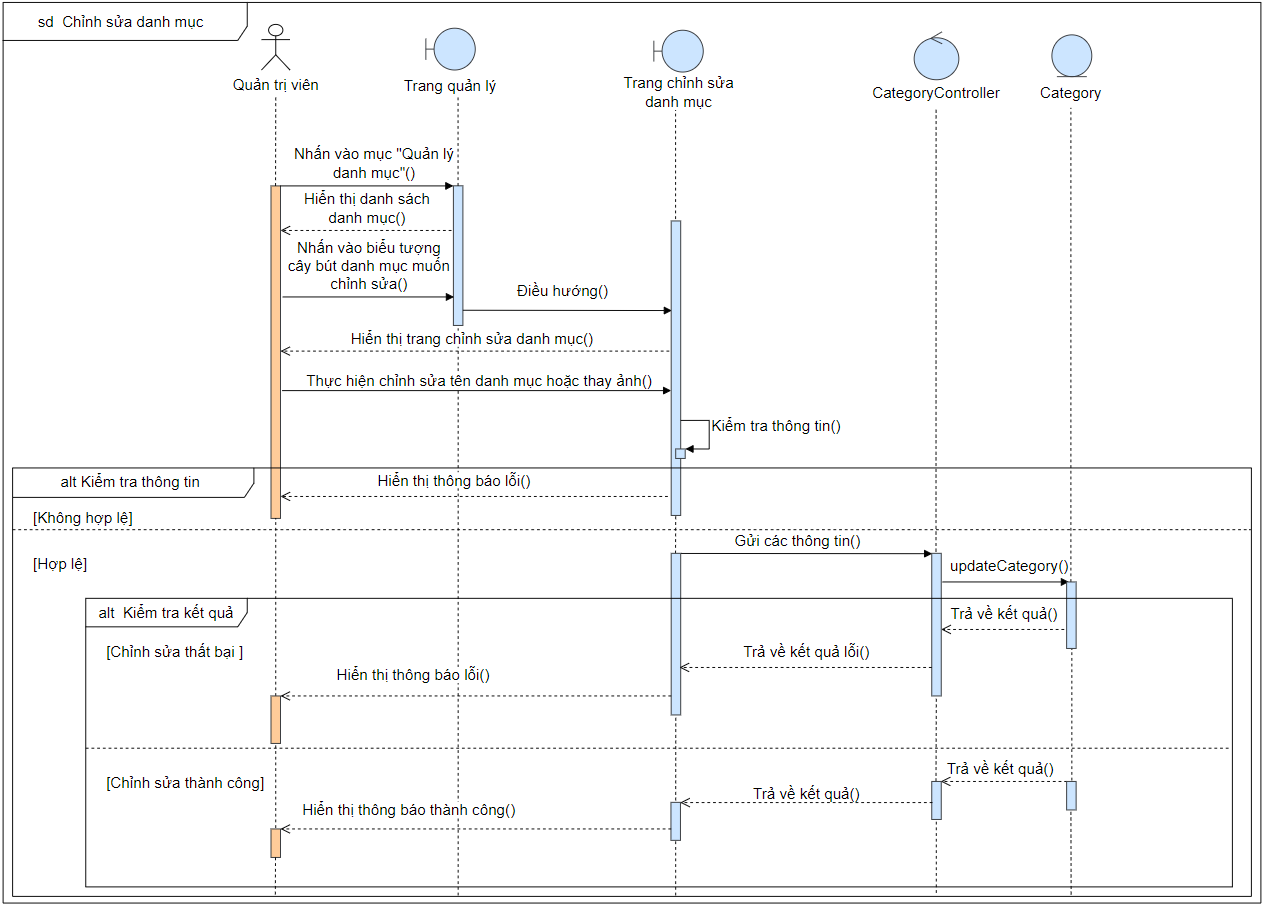 sd  Chỉnh sửa danh mục
Quản trị viên
Trang quản lý
Trang chỉnh sửa
danh mục
CategoryController
Category
Nhấn vào mục "Quản lý
danh mục"()
Hiển thị danh sách
danh mục()
Nhấn vào biểu tượng
cây bút danh mục muốn
chỉnh sửa()
Điều hướng()
Hiển thị trang chỉnh sửa danh mục()
Thực hiện chỉnh sửa tên danh mục hoặc thay ảnh()
Kiểm tra thông tin()
alt Kiểm tra thông tin
Hiển thị thông báo lỗi()
[Không hợp lệ]
Gửi các thông tin()
[Hợp lệ]
updateCategory()
alt  Kiểm tra kết quả
Trả về kết quả()
[Chỉnh sửa thất bại ]
Trả về kết quả lỗi()
Hiển thị thông báo lỗi()
Trả về kết quả()
[Chỉnh sửa thành công]
Trả về kết quả()
Hiển thị thông báo thành công()